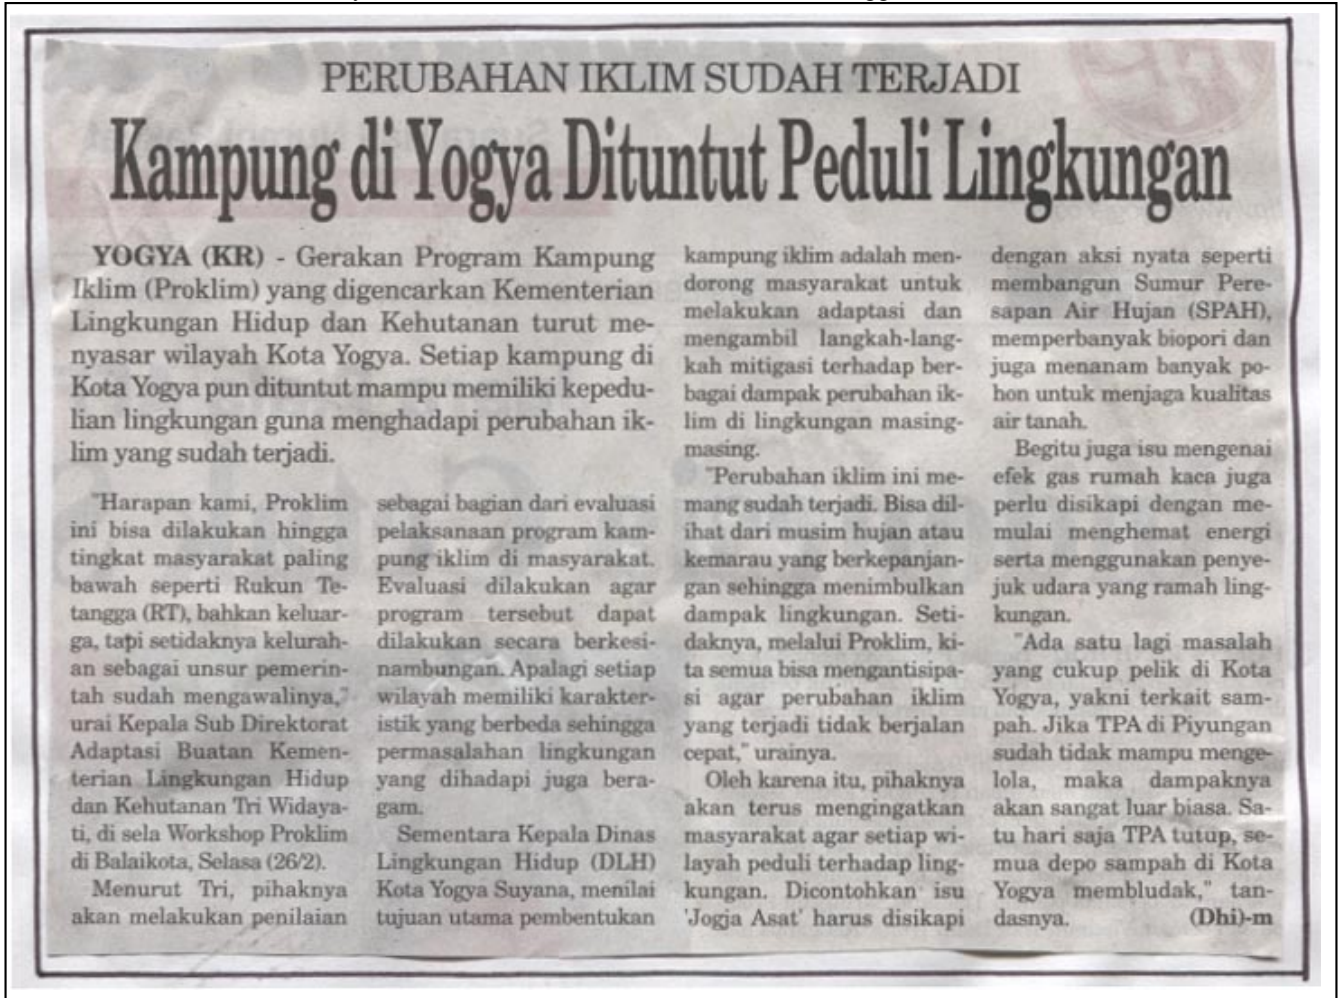 PERUBAHAN IKLIM SUDAH TERJADI
Kampung di Yogya Dituntut Peduli Lingkungan
YOGYA (KR) - Gerakan Program Kampung
Iklim (Proklim) yang digencarkan Kementerian
Lingkungan Hidup dan Kehutanan turut me-
nyasar wilayah Kota Yogya. Setiap kampung di
Kota Yogya pun dituntut mampu memiliki kepedu-
lian lingkungan guna menghadapi perubahan ik-
lim yang sudah terjadi.
"Harapan kami, Proklim
ini bisa dilakukan hingga
tingkat masyarakat paling
bawah seperti Rukun Te-
tangga (RT), bahkan keluar-
ga, tapi setidaknya kelurah-
an sebagai unsur pemerin-
tah sudah mengawalinya,"
urai Kepala Sub Direktorat
Adaptasi Buatan Kemen-
terian Lingkungan Hidup
dan Kehutanan Tri Widaya-
ti, di sela Workshop Proklim
di Balaikota, Selasa (26/2).
Menurut Tri, pihaknya
akan melakukan penilaian
sebagai bagian dari evaluasi
pelaksanaan program kam-
pung iklim di masyarakat.
Evaluasi dilakukan agar
program tersebut dapat
dilakukan secara berkesi-
nambungan. Apalagi setiap
wilayah memiliki karakter-
istik yang berbeda sehingga
permasalahan lingkungan
yang dihadapi juga bera-
gam.
Sementara Kepala Dinas
Lingkungan Hidup (DLH)
Kota Yogya Suyana, menilai
tujuan utama pembentukan
kampung iklim adalah men-
dorong masyarakat untuk
melakukan adaptasi dan
mengambil langkah-lang-
kah mitigasi terhadap ber-
bagai dampak perubahan ik-
lim di lingkungan masing-
masing.
"Perubahan iklim ini me-
mang sudah terjadi. Bisa dil-
ihat dari musim hujan atau
kemarau yang berkepanjan-
gan sehingga menimbulkan
dampak lingkungan. Seti-
daknya, melalui Proklim, ki-
ta semua bisa mengantisipa-
si agar perubahan iklim
yang terjadi tidak berjalan
cepat," urainya.
Oleh karena itu, pihaknya
akan terus mengingatkan
masyarakat agar setiap wi-
layah peduli terhadap ling-
kungan. Dicontohkan isu
'Jogja Asat' harus disikapi
dengan aksi nyata seperti
membangun Sumur Pere-
sapan Air Hujan (SPAH),
memperbanyak biopori dan
juga menanam banyak po-
hon untuk menjaga kualitas
air tanah.
Begitu juga isu mengenai
efek gas rumah kaca juga
perlu disikapi dengan me-
mulai menghemat energi
serta menggunakan penye-
juk udara yang ramah ling-
kungan.
"Ada satu lagi masalah
yang cukup pelik di Kota
Yogya, yakni terkait sam-
pah. Jika TPA di Piyungan
sudah tidak mampu menge-
lola, maka dampaknya
akan sangat luar biasa. Sa-
tu hari saja TPA tutup, se-
mua depo sampah di Kota
Yogya membludak," tan-
dasnya. (Dhi)-m